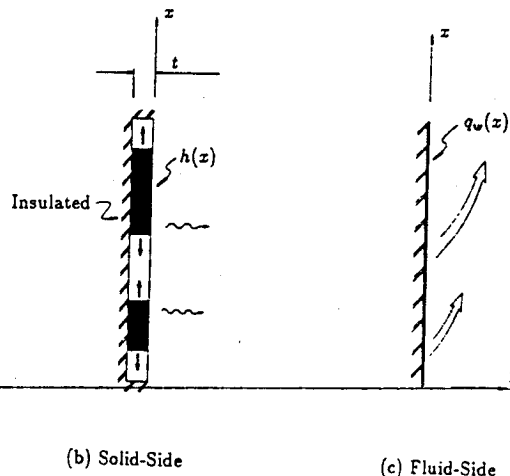 x
t
h(x)
Insulated
(b) Solid-Side
x
q_w(x)
(c) Fluid-Side